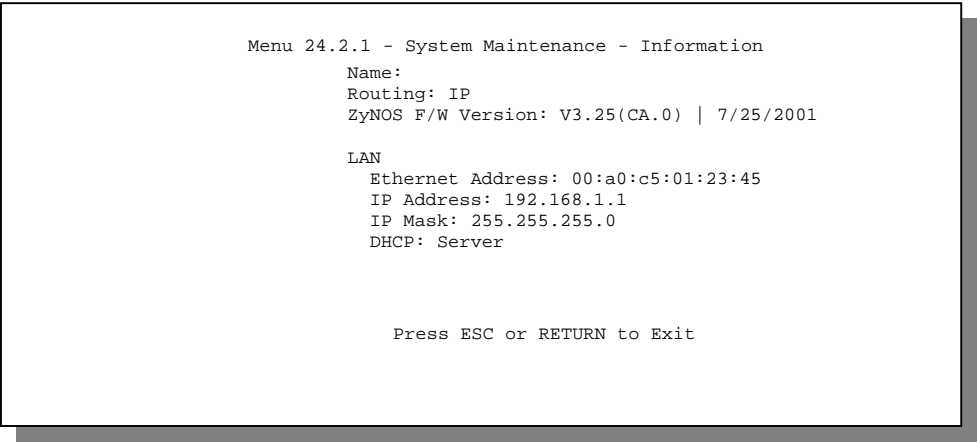 Menu 24.2.1 - System Maintenance - Information
Name:
Routing: IP
ZyNOS F/W Version: V3.25(CA.0) | 7/25/2001
LAN
Ethernet Address: 00:a0:c5:01:23:45
IP Address: 192.168.1.1
IP Mask: 255.255.255.0
DHCP: Server
Press ESC or RETURN to Exit